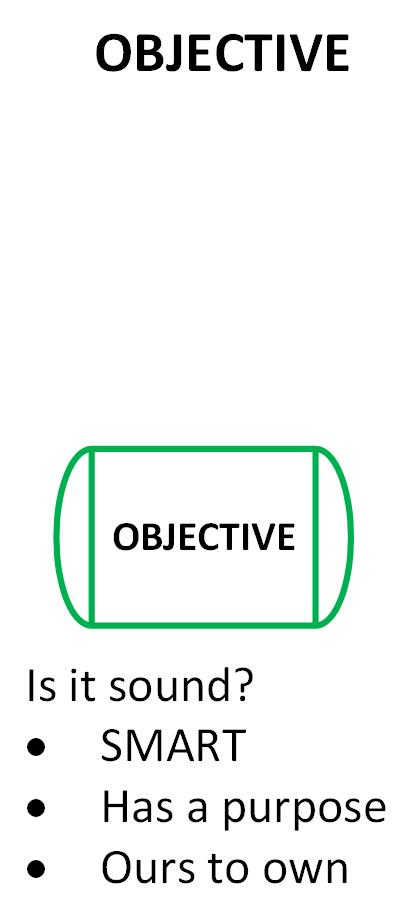 OBJECTIVE
OBJECTIVE
Is it sound?
• SMART
• Has a purpose
• Ours to own